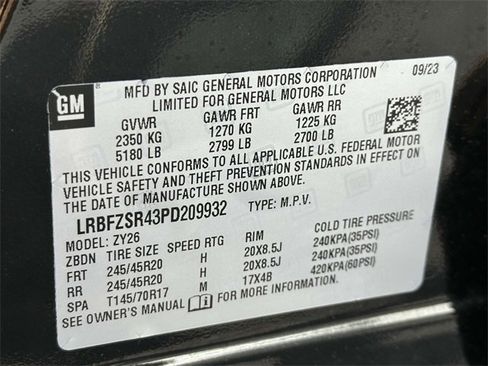 GM
MFD BY SAIC GENERAL MOTORS CORPORATION 09/23
LIMITED FOR GENERAL MOTORS LLC
GVWR GAWR FRT GAWR RR
2350 KG 1270 KG 1225 KG
5180 LB 2799 LB 2700 LB
THIS VEHICLE CONFORMS TO ALL APPLICABLE U.S. FEDERAL MOTOR
VEHICLE SAFETY AND THEFT PREVENTION STANDARDS IN EFFECT ON
THE DATE OF MANUFACTURE SHOWN ABOVE.
LRBFZSR43PD209932 TYPE: M.P.V.
MODEL: ZY26
ZBDN TIRE SIZE SPEED RTG RIM COLD TIRE PRESSURE
FRT 245/45R20 H 20X8.5J 240KPA(35PSI)
RR 245/45R20 H 20X8.5J 240KPA(35PSI)
SPA T145/70R17 M 17X4B 420KPA(60PSI)
SEE OWNER'S MANUAL FOR MORE INFORMATION